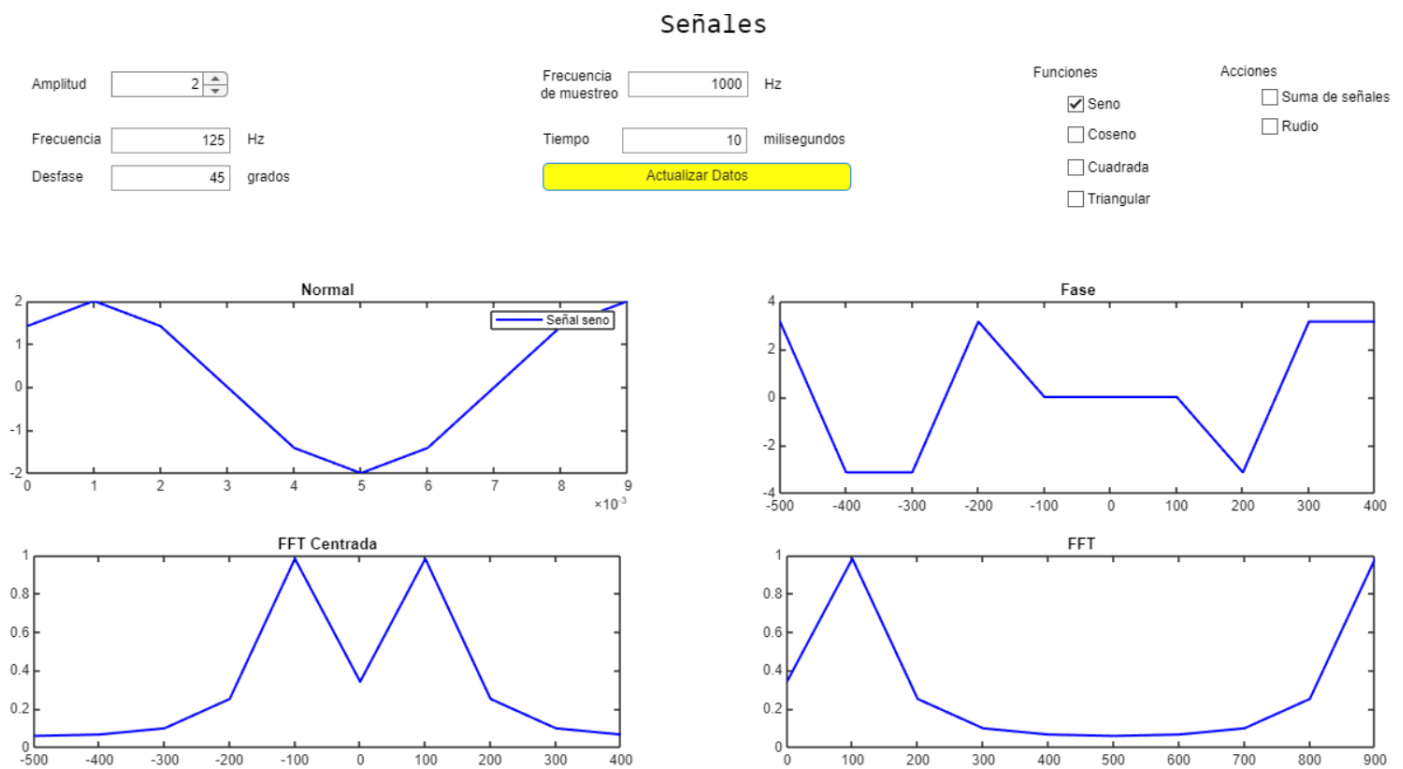 Señales
Amplitud 2
Frecuencia 125 Hz
Desfase 45 grados
Frecuencia
de muestreo 1000 Hz
Tiempo 10 milisegundos
Actualizar Datos
Funciones
Seno
Coseno
Cuadrada
Triangular
Acciones
Suma de señales
Rudio
Normal
Señal seno
2
1
0
-1
-2
0 1 2 3 4 5 6 7 8 9
×10-3
Fase
4
2
0
-2
-4
-500 -400 -300 -200 -100 0 100 200 300 400
FFT Centrada
1
0.8
0.6
0.4
0.2
0
-500 -400 -300 -200 -100 0 100 200 300 400
FFT
1
0.8
0.6
0.4
0.2
0
0 100 200 300 400 500 600 700 800 900